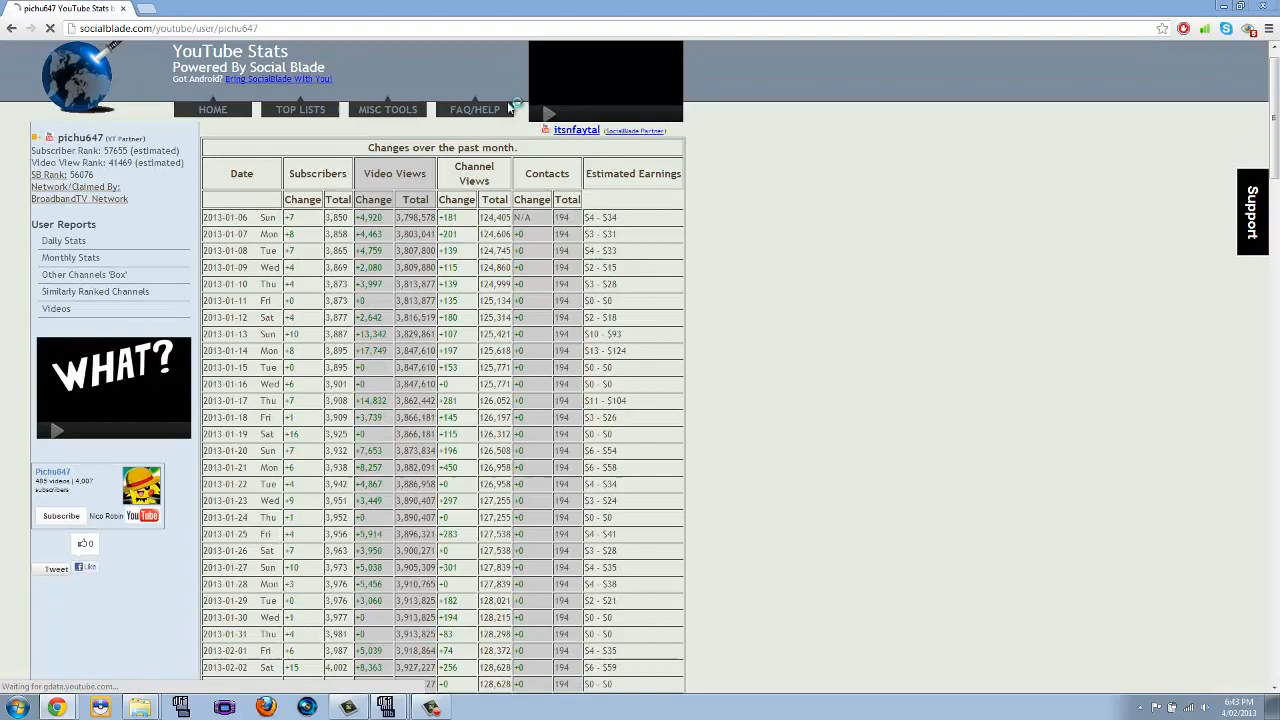 pichu647 YouTube Stats b
socialblade.com/youtube/user/pichu647
YouTube Stats
Powered By Social Blade
Got Android? Bring SocialBlade With You!
HOME TOP LISTS MISC TOOLS FAQ/HELP
itsnfaytal (SocialBlade Partner)
pichu647 (YT Partner)
Subscriber Rank: 57655 (estimated)
Video View Rank: 41469 (estimated)
SB Rank: 56076
Network/Claimed By:
BroadbandTV_Network
User Reports
Daily Stats
Monthly Stats
Other Channels 'Box'
Similarly Ranked Channels
Videos
WHAT?
Pichu647
485 videos | 4,007
subscribers
Subscribe Nico Robin YouTube
0
Tweet Like
Changes over the past month.
Date Subscribers Video Views Channel Views Contacts Estimated Earnings
Change Total Change Total Change Total Change Total
2013-01-06 Sun +7 3,850 +4,920 3,798,578 +181 124,405 N/A 194 $4 - $34
2013-01-07 Mon +8 3,858 +4,463 3,803,041 +201 124,606 +0 194 $3 - $31
2013-01-08 Tue +7 3,865 +4,759 3,807,800 +139 124,745 +0 194 $4 - $33
2013-01-09 Wed +4 3,869 +2,080 3,809,880 +115 124,860 +0 194 $2 - $15
2013-01-10 Thu +4 3,873 +3,997 3,813,877 +139 124,999 +0 194 $3 - $28
2013-01-11 Fri +0 3,873 +0 3,813,877 +135 125,134 +0 194 $0 - $0
2013-01-12 Sat +4 3,877 +2,642 3,816,519 +180 125,314 +0 194 $2 - $18
2013-01-13 Sun +10 3,887 +13,342 3,829,861 +107 125,421 +0 194 $10 - $93
2013-01-14 Mon +8 3,895 +17,749 3,847,610 +197 125,618 +0 194 $13 - $124
2013-01-15 Tue +0 3,895 +0 3,847,610 +153 125,771 +0 194 $0 - $0
2013-01-16 Wed +6 3,901 +0 3,847,610 +0 125,771 +0 194 $0 - $0
2013-01-17 Thu +7 3,908 +14,832 3,862,442 +281 126,052 +0 194 $11 - $104
2013-01-18 Fri +1 3,909 +3,739 3,866,181 +145 126,197 +0 194 $3 - $26
2013-01-19 Sat +16 3,925 +0 3,866,181 +115 126,312 +0 194 $0 - $0
2013-01-20 Sun +7 3,932 +7,653 3,873,834 +196 126,508 +0 194 $6 - $54
2013-01-21 Mon +6 3,938 +8,257 3,882,091 +450 126,958 +0 194 $6 - $58
2013-01-22 Tue +4 3,942 +4,867 3,886,958 +0 126,958 +0 194 $4 - $34
2013-01-23 Wed +9 3,951 +3,449 3,890,407 +297 127,255 +0 194 $3 - $24
2013-01-24 Thu +1 3,952 +0 3,890,407 +0 127,255 +0 194 $0 - $0
2013-01-25 Fri +4 3,956 +5,914 3,896,321 +283 127,538 +0 194 $4 - $41
2013-01-26 Sat +7 3,963 +3,950 3,900,271 +0 127,538 +0 194 $3 - $28
2013-01-27 Sun +10 3,973 +5,038 3,905,309 +301 127,839 +0 194 $4 - $35
2013-01-28 Mon +3 3,976 +5,456 3,910,765 +0 127,839 +0 194 $4 - $38
2013-01-29 Tue +0 3,976 +3,060 3,913,825 +182 128,021 +0 194 $2 - $21
2013-01-30 Wed +1 3,977 +0 3,913,825 +194 128,215 +0 194 $0 - $0
2013-01-31 Thu +4 3,981 +0 3,913,825 +83 128,298 +0 194 $0 - $0
2013-02-01 Fri +6 3,987 +5,039 3,918,864 +74 128,372 +0 194 $4 - $35
2013-02-02 Sat +15 4,002 +8,363 3,927,227 +256 128,628 +0 194 $6 - $59
27 +0 128,628 +0 194 $0 - $0
Support
Waiting for gdata.youtube.com...
6:43 PM
4/02/2013